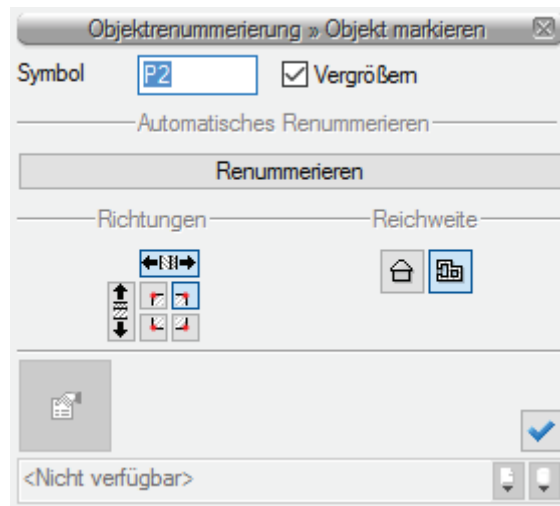 Objektrenummerierung » Objekt markieren
Symbol P2 Vergrößern
Automatisches Renummerieren
Renummerieren
Richtungen Reichweite
<Nicht verfügbar>